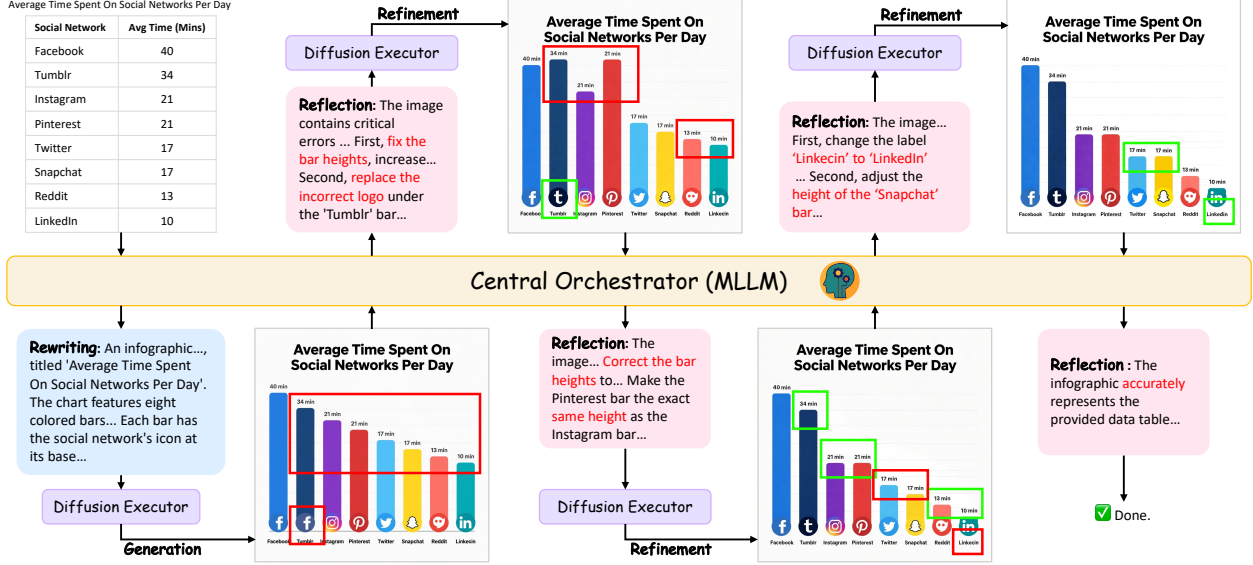 Average Time Spent On Social Networks Per Day
Social Network Avg Time (Mins)
Facebook 40
Tumblr 34
Instagram 21
Pinterest 21
Twitter 17
Snapchat 17
Reddit 13
LinkedIn 10
Refinement
Diffusion Executor
Reflection: The image
contains critical
errors ... First, fix the
bar heights, increase...
Second, replace the
incorrect logo under
the 'Tumblr' bar...
Average Time Spent On
Social Networks Per Day
40 min
34 min
21 min
21 min
17 min
17 min
13 min
10 min
Facebook Tumblr Instagram Pinterest Twitter Snapchat Reddit Linkecin
Refinement
Diffusion Executor
Reflection: The image...
First, change the label
'Linkecin' to 'LinkedIn'
... Second, adjust the
height of the 'Snapchat'
bar...
Average Time Spent On
Social Networks Per Day
40 min
34 min
21 min
21 min
17 min
17 min
13 min
10 min
Facebook Tumblr Instagram Pinterest Twitter Snapchat Reddit Linkedin
Central Orchestrator (MLLM)
Rewriting: An infographic...,
titled 'Average Time Spent
On Social Networks Per Day'.
The chart features eight
colored bars... Each bar has
the social network's icon at
its base...
Diffusion Executor
Generation
Average Time Spent On
Social Networks Per Day
40 min
34 min
21 min
21 min
17 min
17 min
13 min
10 min
Facebook Tumblr Instagram Pinterest Twitter Snapchat Reddit Linkecin
Reflection: The
image... Correct the bar
heights to... Make the
Pinterest bar the exact
same height as the
Instagram bar...
Diffusion Executor
Refinement
Average Time Spent On
Social Networks Per Day
40 min
34 min
21 min
21 min
17 min
17 min
13 min
10 min
Facebook Tumblr Instagram Pinterest Twitter Snapchat Reddit Linkecin
Reflection : The
infographic accurately
represents the
provided data table...
Done.